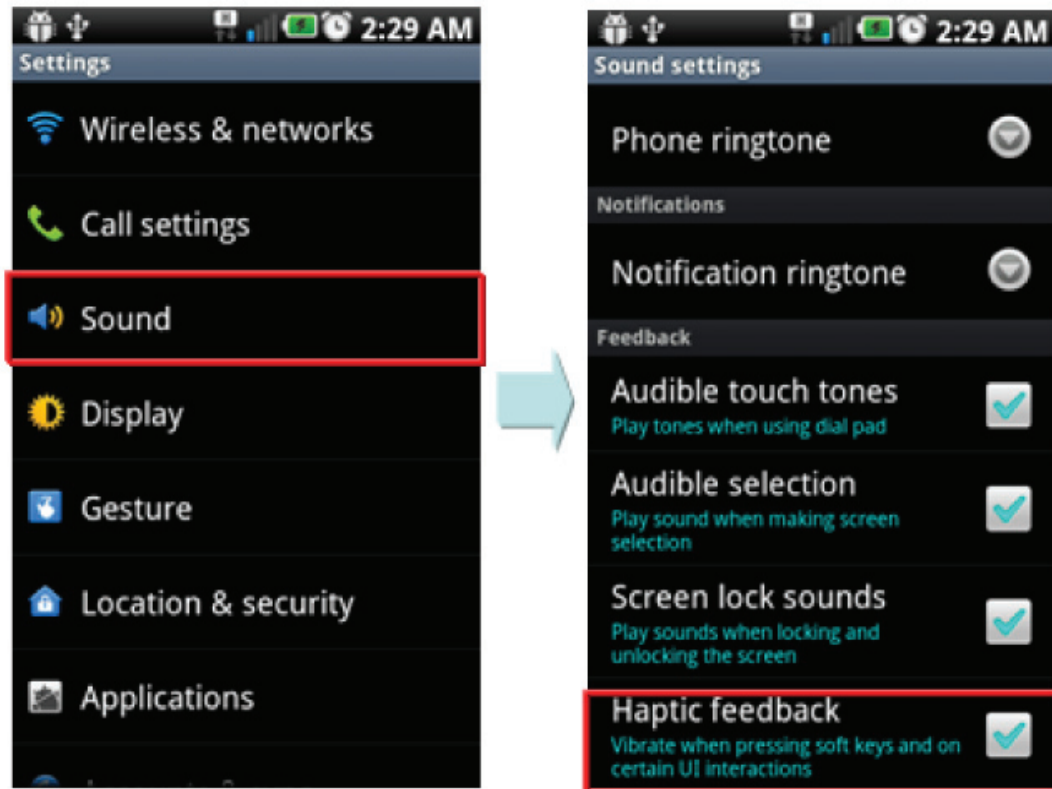 2:29 AM
Settings
Wireless & networks
Call settings
Sound
Display
Gesture
Location & security
Applications
2:29 AM
Sound settings
Phone ringtone
Notifications
Notification ringtone
Feedback
Audible touch tones
Play tones when using dial pad
Audible selection
Play sound when making screen
selection
Screen lock sounds
Play sounds when locking and
unlocking the screen
Haptic feedback
Vibrate when pressing soft keys and on
certain UI interactions